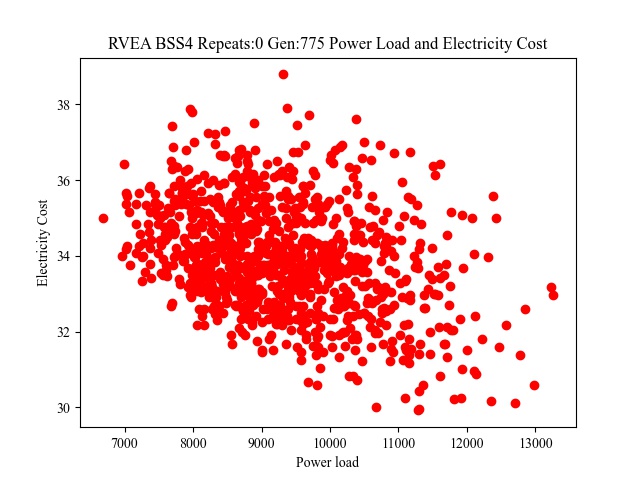 RVEA BSS4 Repeats:0 Gen:775 Power Load and Electricity Cost
38
36
34
32
30
Electricity Cost
7000 8000 9000 10000 11000 12000 13000
Power load